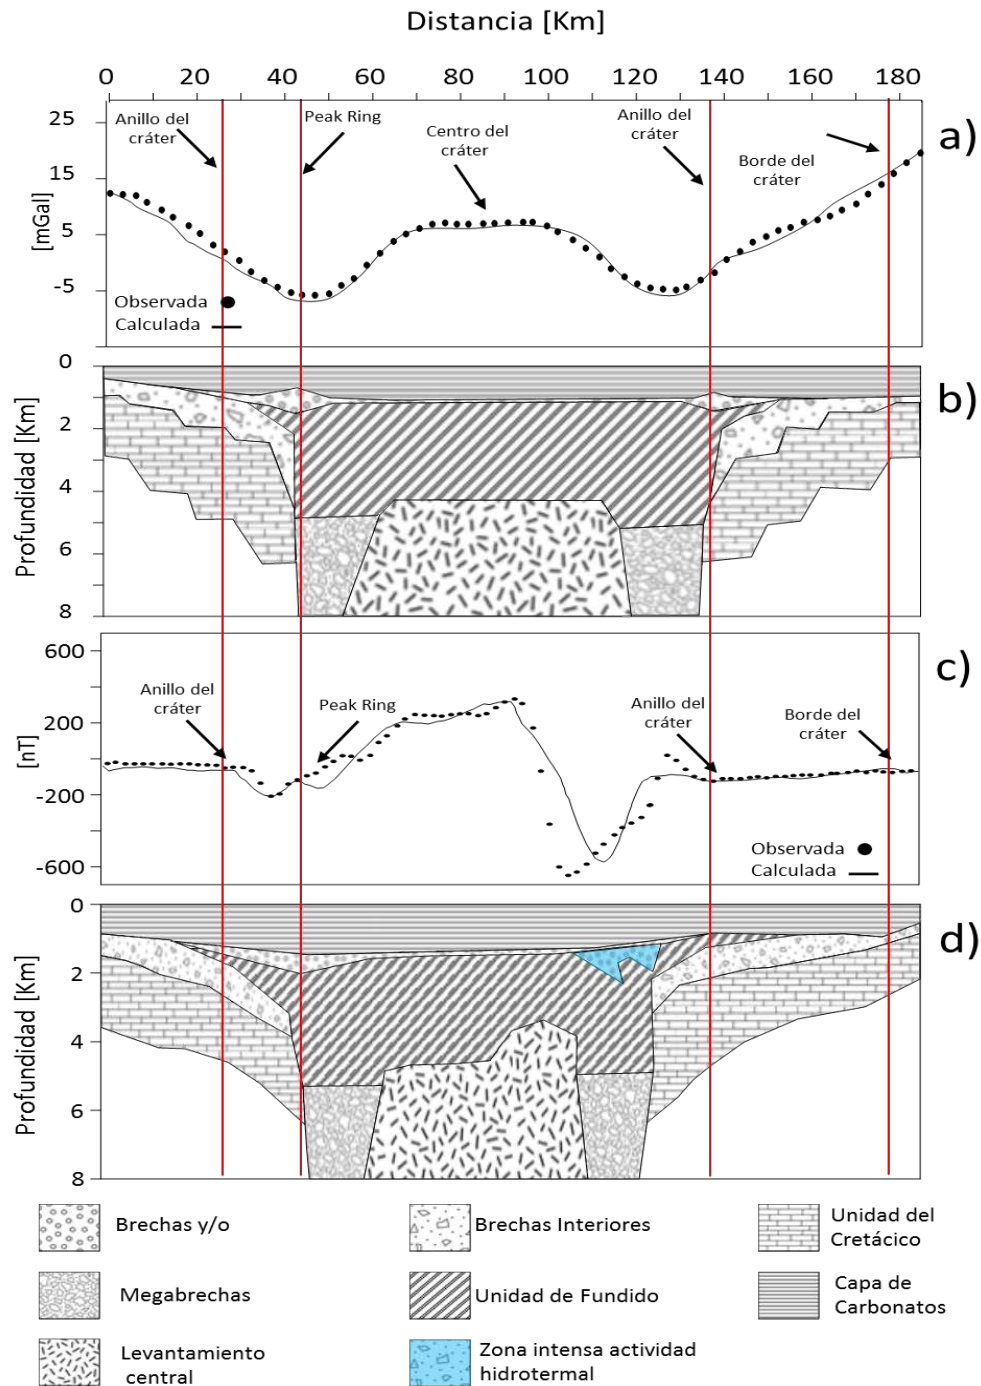 Distancia [Km]
0 20 40 60 80 100 120 140 160 180
a)
[mGal]
25
15
5
-5
Anillo del
cráter
Peak Ring
Centro del
cráter
Anillo del
cráter
Borde del
cráter
Observada
Calculada
b)
Profundidad [Km]
0
2
4
6
8
c)
[nT]
600
200
-200
-600
Anillo del
cráter
Peak Ring
Anillo del
cráter
Borde del
cráter
Observada
Calculada
d)
Profundidad [Km]
0
2
4
6
8
Brechas y/o
Brechas Interiores
Unidad del
Cretácico
Megabrechas
Unidad de Fundido
Capa de
Carbonatos
Levantamiento
central
Zona intensa actividad
hidrotermal